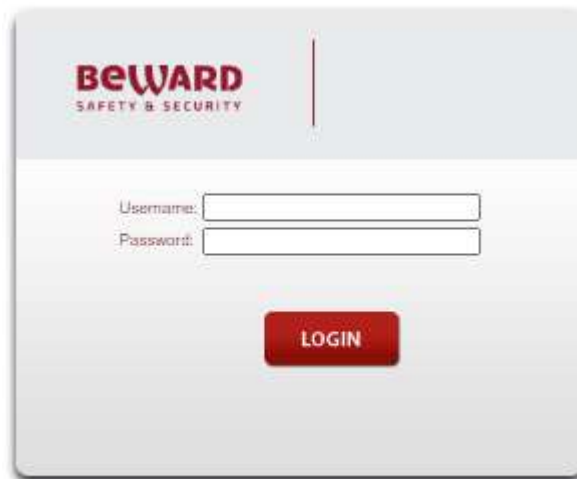 BEWARD
SAFETY & SECURITY
Username:
Password:
LOGIN